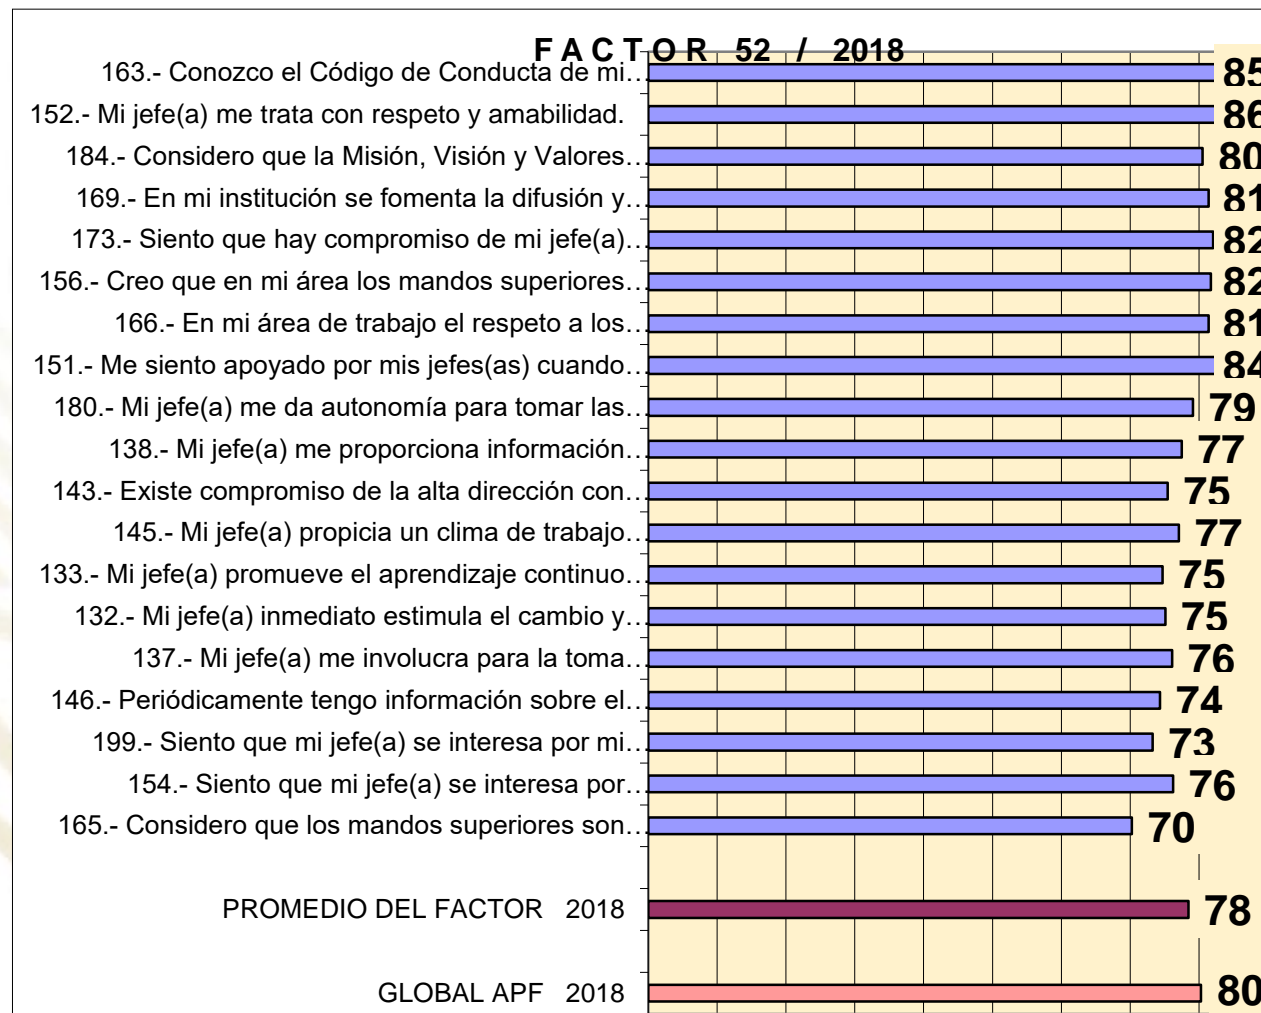 FACTOR 52 / 2018
163.- Conozco el Código de Conducta de mi… 85
152.- Mi jefe(a) me trata con respeto y amabilidad. 86
184.- Considero que la Misión, Visión y Valores… 80
169.- En mi institución se fomenta la difusión y… 81
173.- Siento que hay compromiso de mi jefe(a)… 82
156.- Creo que en mi área los mandos superiores… 82
166.- En mi área de trabajo el respeto a los… 81
151.- Me siento apoyado por mis jefes(as) cuando… 84
180.- Mi jefe(a) me da autonomía para tomar las… 79
138.- Mi jefe(a) me proporciona información… 77
143.- Existe compromiso de la alta dirección con… 75
145.- Mi jefe(a) propicia un clima de trabajo… 77
133.- Mi jefe(a) promueve el aprendizaje continuo… 75
132.- Mi jefe(a) inmediato estimula el cambio y… 75
137.- Mi jefe(a) me involucra para la toma… 76
146.- Periódicamente tengo información sobre el… 74
199.- Siento que mi jefe(a) se interesa por mi… 73
154.- Siento que mi jefe(a) se interesa por… 76
165.- Considero que los mandos superiores son… 70
PROMEDIO DEL FACTOR 2018 78
GLOBAL APF 2018 80